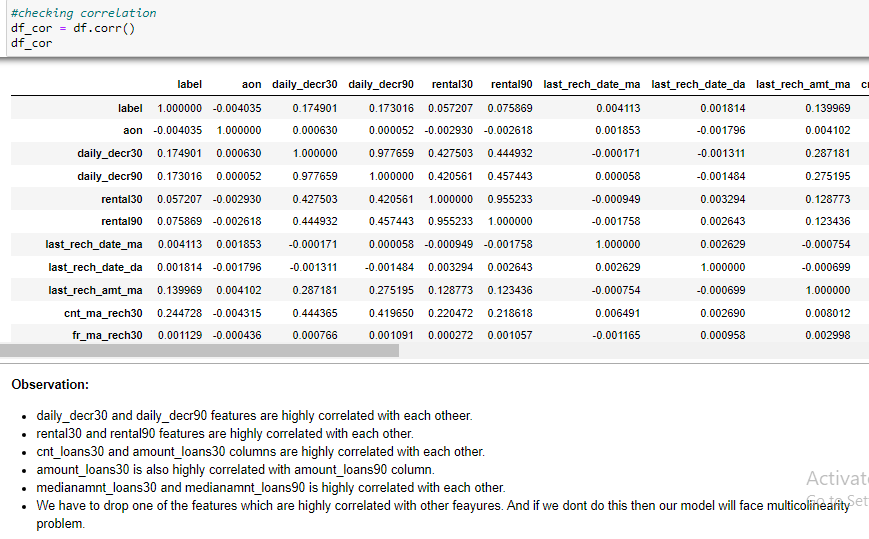 #checking correlation
df_cor = df.corr()
df_cor
label aon daily_decr30 daily_decr90 rental30 rental90 last_rech_date_ma last_rech_date_da last_rech_amt_ma
label 1.000000 -0.004035 0.174901 0.173016 0.057207 0.075869 0.004113 0.001814 0.139969
aon -0.004035 1.000000 0.000630 0.000052 -0.002930 -0.002618 0.001853 -0.001796 0.004102
daily_decr30 0.174901 0.000630 1.000000 0.977659 0.427503 0.444932 -0.000171 -0.001311 0.287181
daily_decr90 0.173016 0.000052 0.977659 1.000000 0.420561 0.457443 0.000058 -0.001484 0.275195
rental30 0.057207 -0.002930 0.427503 0.420561 1.000000 0.955233 -0.000949 0.003294 0.128773
rental90 0.075869 -0.002618 0.444932 0.457443 0.955233 1.000000 -0.001758 0.002643 0.123436
last_rech_date_ma 0.004113 0.001853 -0.000171 0.000058 -0.000949 -0.001758 1.000000 0.002629 -0.000754
last_rech_date_da 0.001814 -0.001796 -0.001311 -0.001484 0.003294 0.002643 0.002629 1.000000 -0.000699
last_rech_amt_ma 0.139969 0.004102 0.287181 0.275195 0.128773 0.123436 -0.000754 -0.000699 1.000000
cnt_ma_rech30 0.244728 -0.004315 0.444365 0.419650 0.220472 0.218618 0.006491 0.002690 0.008012
fr_ma_rech30 0.001129 -0.000436 0.000766 0.001091 0.000272 0.001057 -0.001165 0.000958 0.002998
Observation:
• daily_decr30 and daily_decr90 features are highly correlated with each otheer.
• rental30 and rental90 features are highly correlated with each other.
• cnt_loans30 and amount_loans30 columns are highly correlated with each other.
• amount_loans30 is also highly correlated with amount_loans90 column.
• medianamnt_loans30 and medianamnt_loans90 is highly correlated with each other.
• We have to drop one of the features which are highly correlated with other feayures. And if we dont do this then our model will face multicolinearity
problem.
Activat
Go to Set